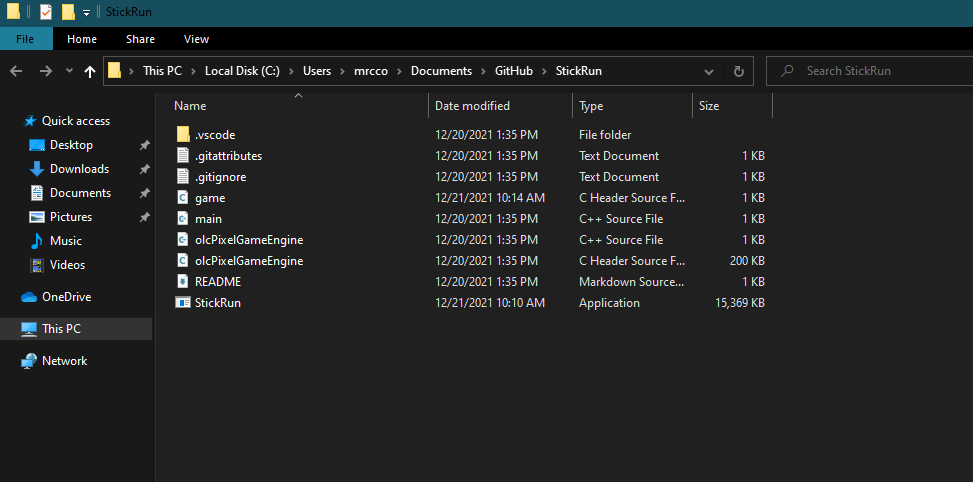 StickRun
File Home Share View
This PC Local Disk (C:) Users mrcco Documents GitHub StickRun Search StickRun
Name Date modified Type Size
Quick access
Desktop
Downloads
Documents
Pictures
Music
Videos
OneDrive
This PC
Network
.vscode 12/20/2021 1:35 PM File folder
.gitattributes 12/20/2021 1:35 PM Text Document 1 KB
.gitignore 12/20/2021 1:35 PM Text Document 1 KB
game 12/21/2021 10:14 AM C Header Source F... 1 KB
main 12/20/2021 1:35 PM C++ Source File 1 KB
olcPixelGameEngine 12/20/2021 1:35 PM C++ Source File 1 KB
olcPixelGameEngine 12/20/2021 1:35 PM C Header Source F... 200 KB
README 12/20/2021 1:35 PM Markdown Source... 1 KB
StickRun 12/21/2021 10:10 AM Application 15,369 KB